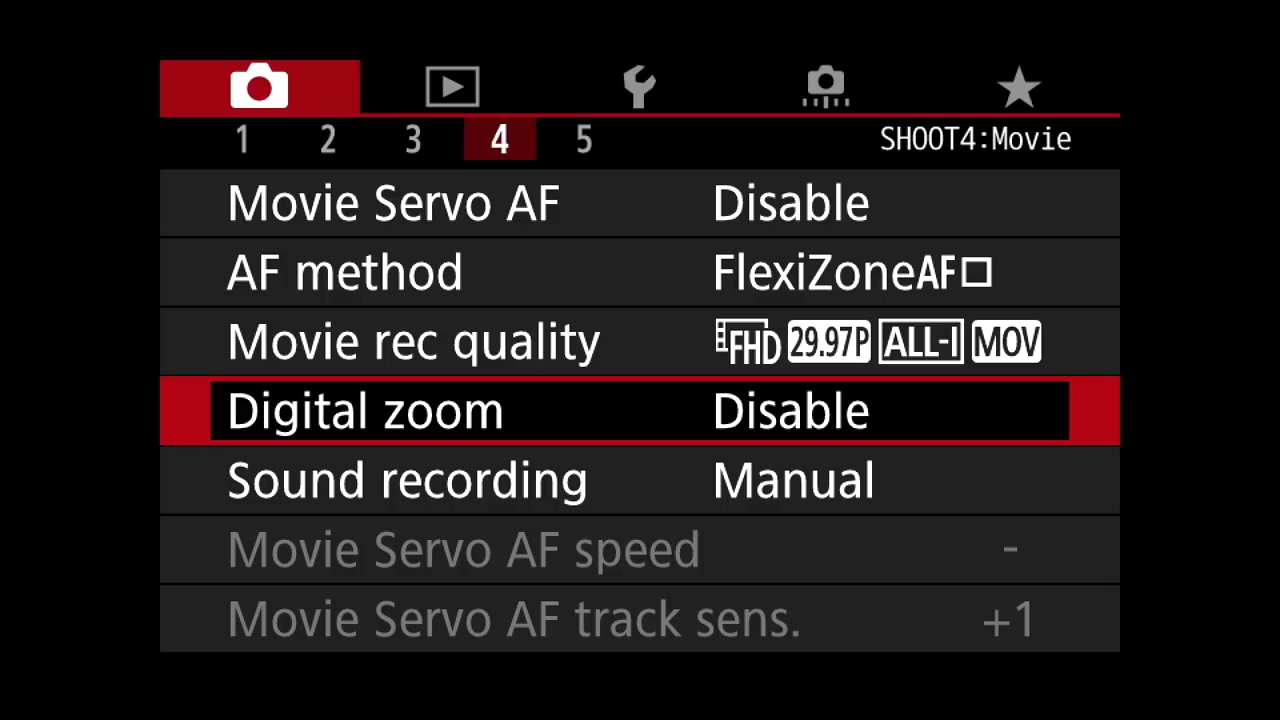 1 2 3 4 5 SHOOT4:Movie
Movie Servo AF Disable
AF method FlexiZoneAF
Movie rec quality FHD 29.97P ALL-I MOV
Digital zoom Disable
Sound recording Manual
Movie Servo AF speed -
Movie Servo AF track sens. +1